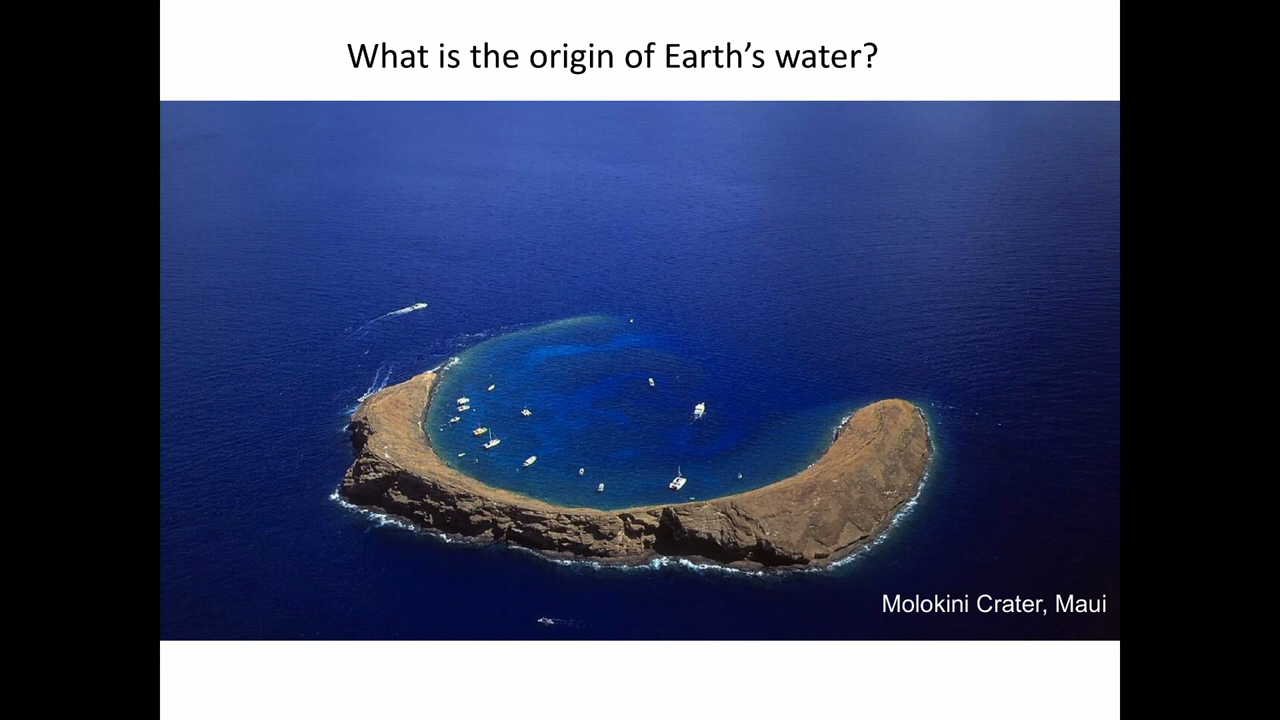 What is the origin of Earth’s water?
Molokini Crater, Maui